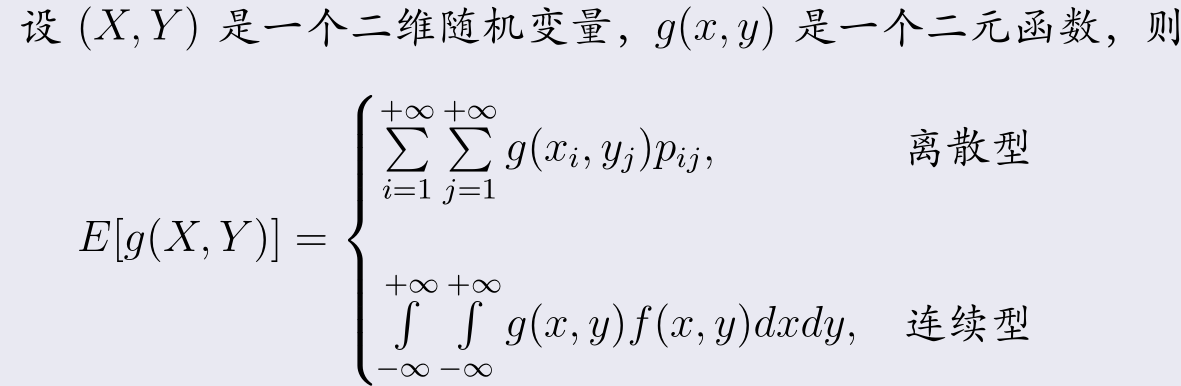 设 (X, Y) 是一个二维随机变量，g(x, y) 是一个二元函数，则
E[g(X, Y)] = { ∑_{i=1}^{+∞} ∑_{j=1}^{+∞} g(x_i, y_j)p_{ij}, 离散型
∫_{-∞}^{+∞} ∫_{-∞}^{+∞} g(x, y)f(x, y)dxdy, 连续型